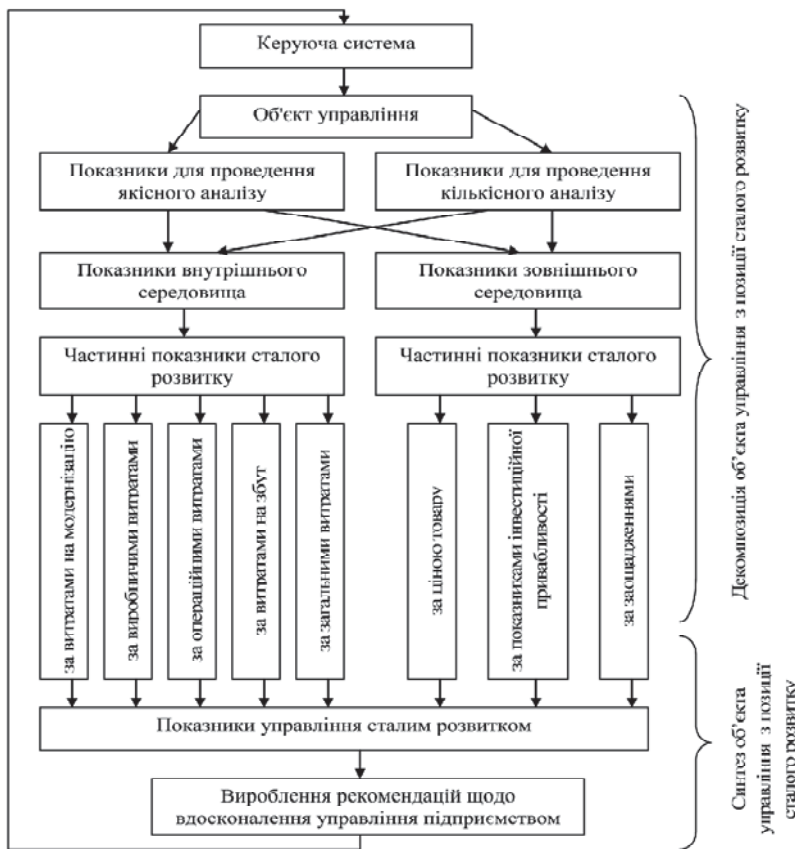 Керуюча система
Об'єкт управління
Показники для проведення
якісного аналізу
Показники для проведення
кількісного аналізу
Показники внутрішнього
середовища
Показники зовнішнього
середовища
Частинні показники сталого
розвитку
Частинні показники сталого
розвитку
за витратами на модернізацію
за виробничими витратами
за операційними витратами
за витратами на збут
за загальними витратами
за ціною товару
за показниками інвестиційної
привабливості
за заощадженнями
Показники управління сталим розвитком
Вироблення рекомендацій щодо
вдосконалення управління підприємством
Декомпозиція об’єкта управління з позиції сталого розвитку
Синтез об’єкта
управління з позиції
сталого розвитку